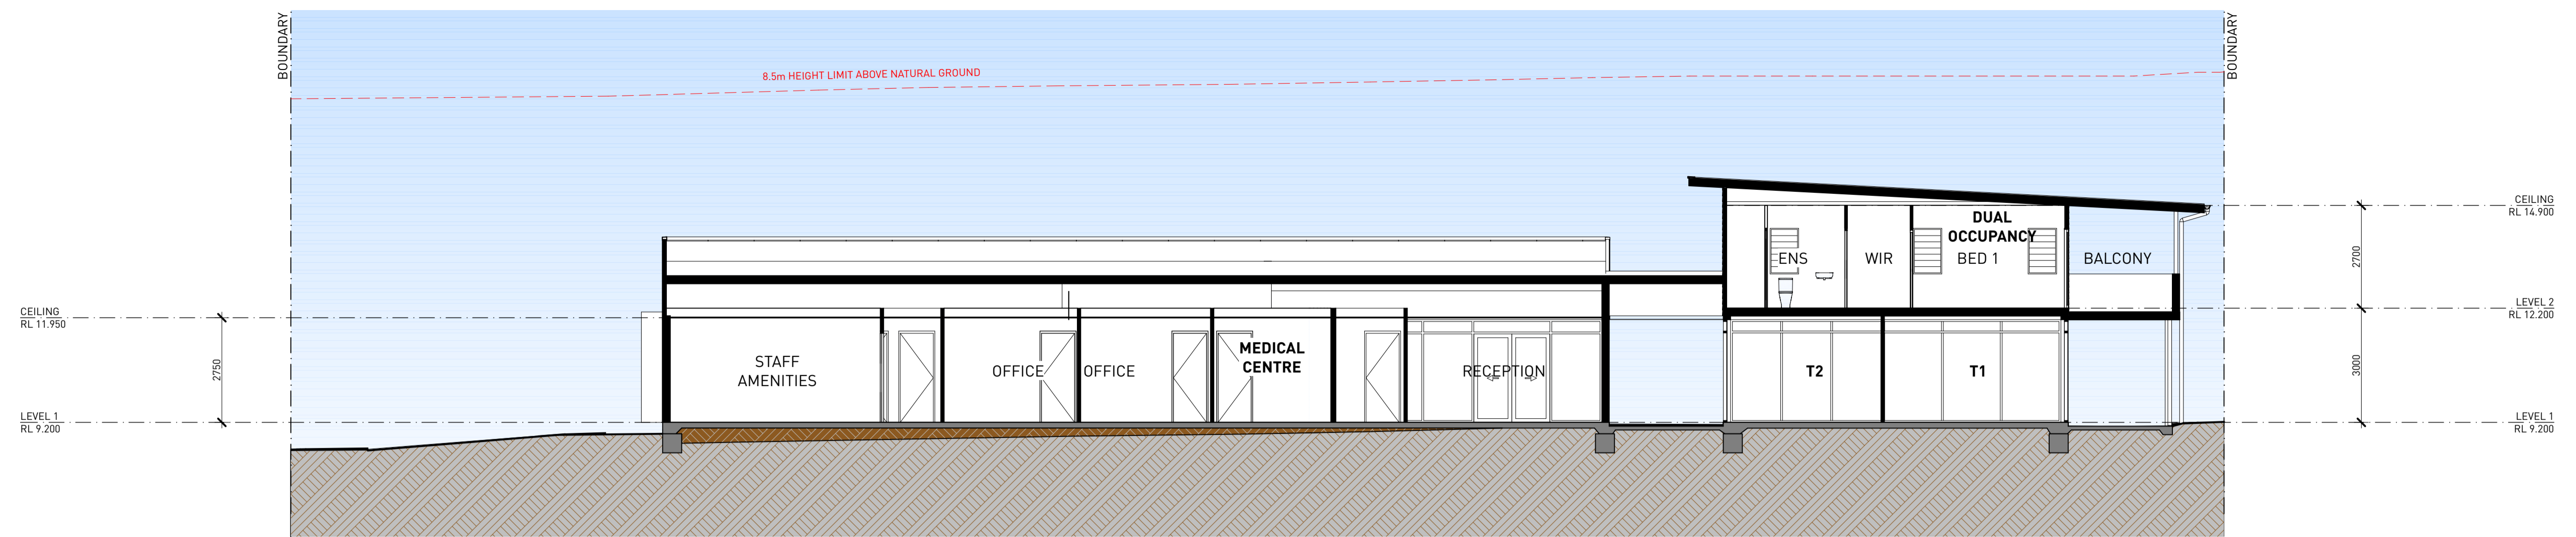 BOUNDARY
BOUNDARY
8.5m HEIGHT LIMIT ABOVE NATURAL GROUND
CEILING
RL 14.900
DUAL
OCCUPANCY
ENS
WIR
BED 1
BALCONY
2700
LEVEL 2
RL 12.200
CEILING
RL 11.950
2750
STAFF
AMENITIES
OFFICE
OFFICE
MEDICAL
CENTRE
RECEPTION
T2
T1
3000
LEVEL 1
RL 9.200
LEVEL 1
RL 9.200